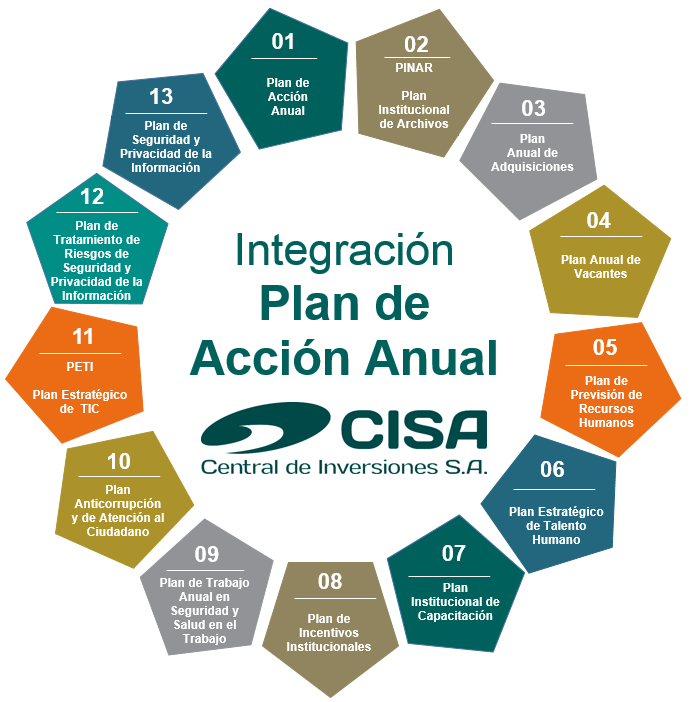 01
Plan de
Acción
Anual
02
PINAR
Plan
Institucional
de Archivos
03
Plan
Anual de
Adquisiciones
04
Plan Anual de
Vacantes
05
Plan de
Previsión de
Recursos
Humanos
06
Plan Estratégico
de Talento
Humano
07
Plan
Institucional de
Capacitación
08
Plan de
Incentivos
Institucionales
09
Plan de Trabajo
Anual en
Seguridad y
Salud en el
Trabajo
10
Plan
Anticorrupción
y de Atención al
Ciudadano
11
PETI
Plan Estratégico
de TIC
12
Plan de
Tratamiento de
Riesgos de
Seguridad y
Privacidad de la
Información
13
Plan de
Seguridad y
Privacidad de la
Información
Integración
Plan de
Acción Anual
CISA
Central de Inversiones S.A.